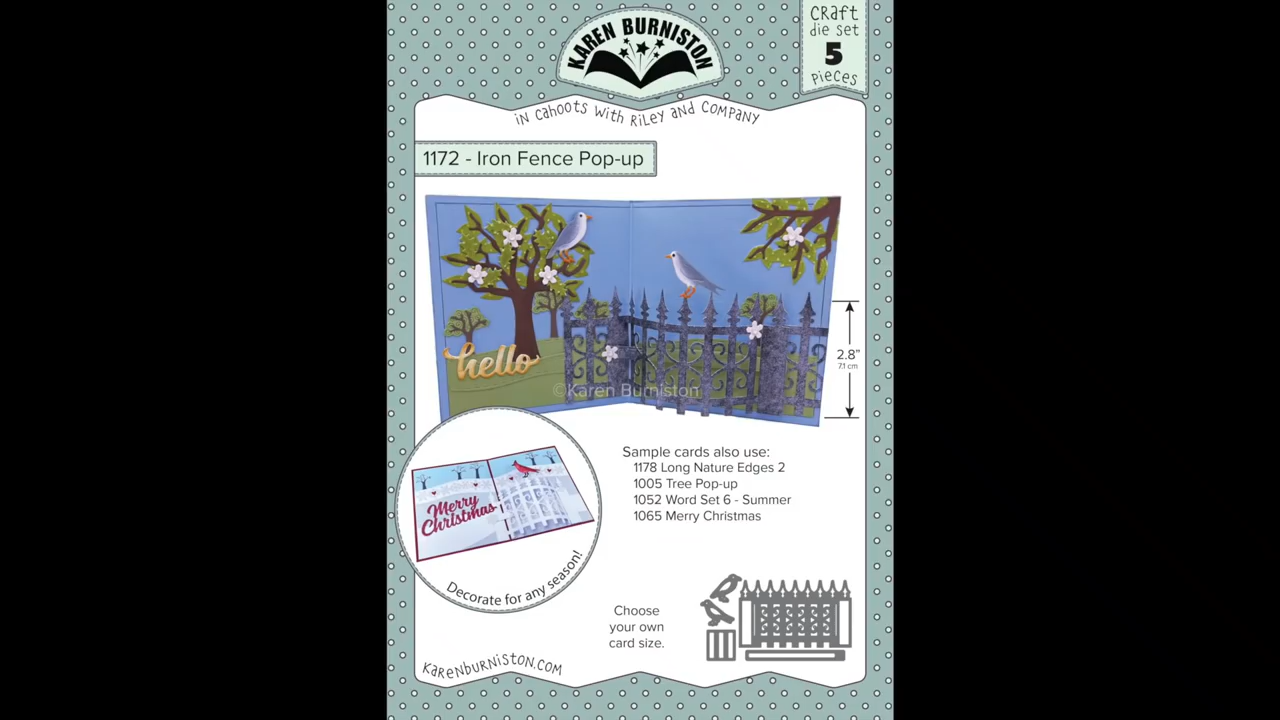 KAREN BURNISTON
CRAFT
die set
5
pieces
in cahoots with Riley and Company
1172 - Iron Fence Pop-up
hello
©Karen Burniston
2.8"
7.1 cm
Merry
Christmas
Decorate for any season!
Sample cards also use:
1178 Long Nature Edges 2
1005 Tree Pop-up
1052 Word Set 6 - Summer
1065 Merry Christmas
Choose
your own
card size.
KARENBURNISTON.COM